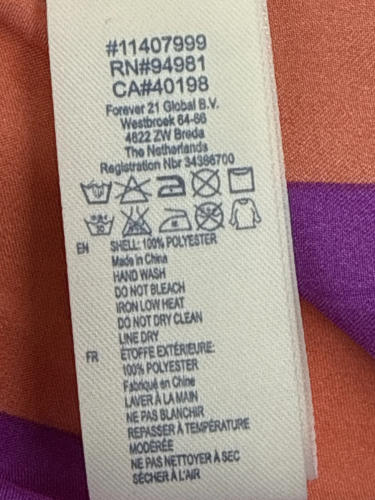 #11407999
RN#94981
CA#40198
Forever 21 Global B.V.
Westbroek 64-66
4822 ZW Breda
The Netherlands
Registration Nbr 34366700
EN SHELL: 100% POLYESTER
Made in China
HAND WASH
DO NOT BLEACH
IRON LOW HEAT
DO NOT DRY CLEAN
LINE DRY
FR ÉTOFFE EXTÉRIEURE:
100% POLYESTER
Fabriqué en Chine
LAVER À LA MAIN
NE PAS BLANCHIR
REPASSER À TEMPÉRATURE
MODÉRÉE
NE PAS NETTOYER À SEC
SÉCHER À L'AIR